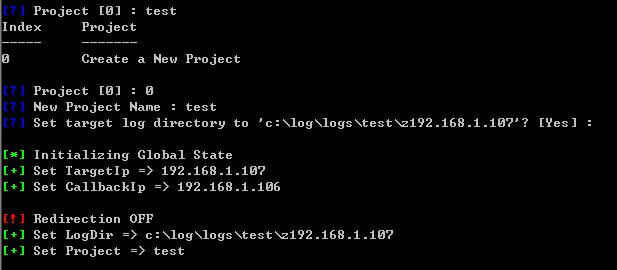 [?] Project [0] : test
Index     Project
-----     -------
0         Create a New Project
[?] Project [0] : 0
[?] New Project Name : test
[?] Set target log directory to 'c:\log\logs\test\z192.168.1.107'? [Yes] :
[*] Initializing Global State
[+] Set TargetIp => 192.168.1.107
[+] Set CallbackIp => 192.168.1.106
[!] Redirection OFF
[+] Set LogDir => c:\log\logs\test\z192.168.1.107
[+] Set Project => test